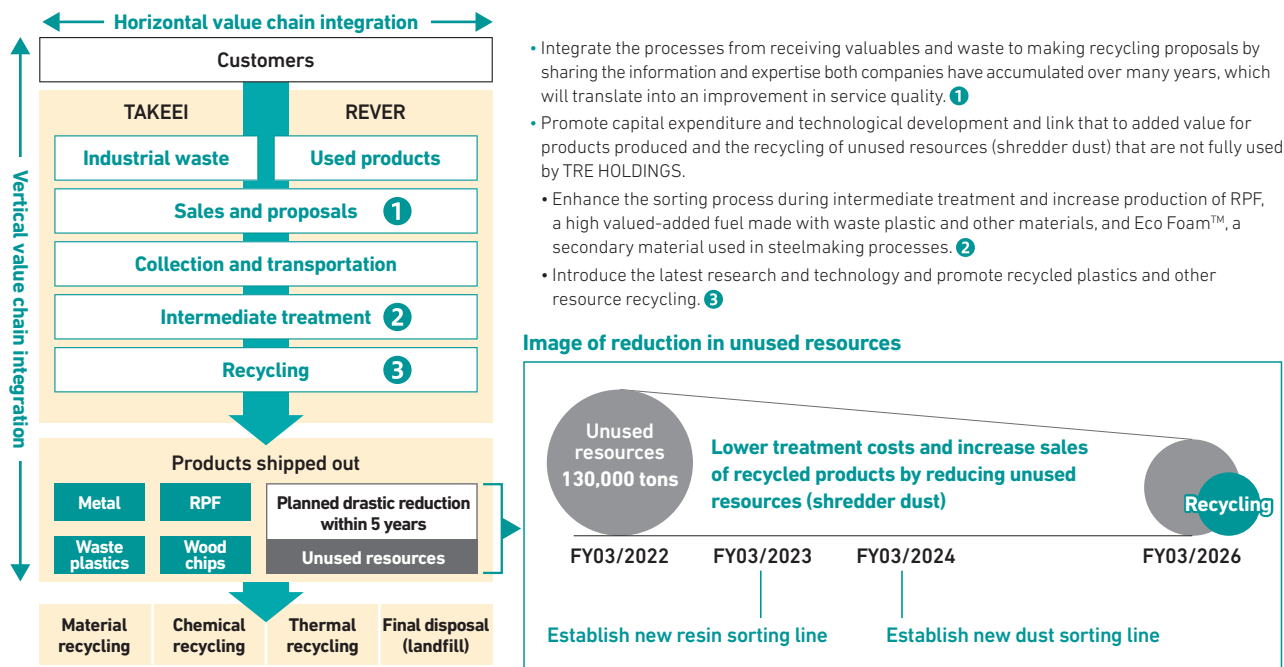 Horizontal value chain integration
Vertical value chain integration
Customers
TAKEEI
REVER
Industrial waste
Used products
Sales and proposals 1
Collection and transportation
Intermediate treatment 2
Recycling 3
Products shipped out
Metal
RPF
Waste
plastics
Wood
chips
Planned drastic reduction
within 5 years
Unused resources
Material
recycling
Chemical
recycling
Thermal
recycling
Final disposal
(landfill)
• Integrate the processes from receiving valuables and waste to making recycling proposals by
sharing the information and expertise both companies have accumulated over many years, which
will translate into an improvement in service quality. 1
• Promote capital expenditure and technological development and link that to added value for
products produced and the recycling of unused resources (shredder dust) that are not fully used
by TRE HOLDINGS.
• Enhance the sorting process during intermediate treatment and increase production of RPF,
a high valued-added fuel made with waste plastic and other materials, and Eco Foam™, a
secondary material used in steelmaking processes. 2
• Introduce the latest research and technology and promote recycled plastics and other
resource recycling. 3
Image of reduction in unused resources
Unused
resources
130,000 tons
Lower treatment costs and increase sales
of recycled products by reducing unused
resources (shredder dust)
Recycling
FY03/2022
FY03/2023
FY03/2024
FY03/2026
Establish new resin sorting line
Establish new dust sorting line